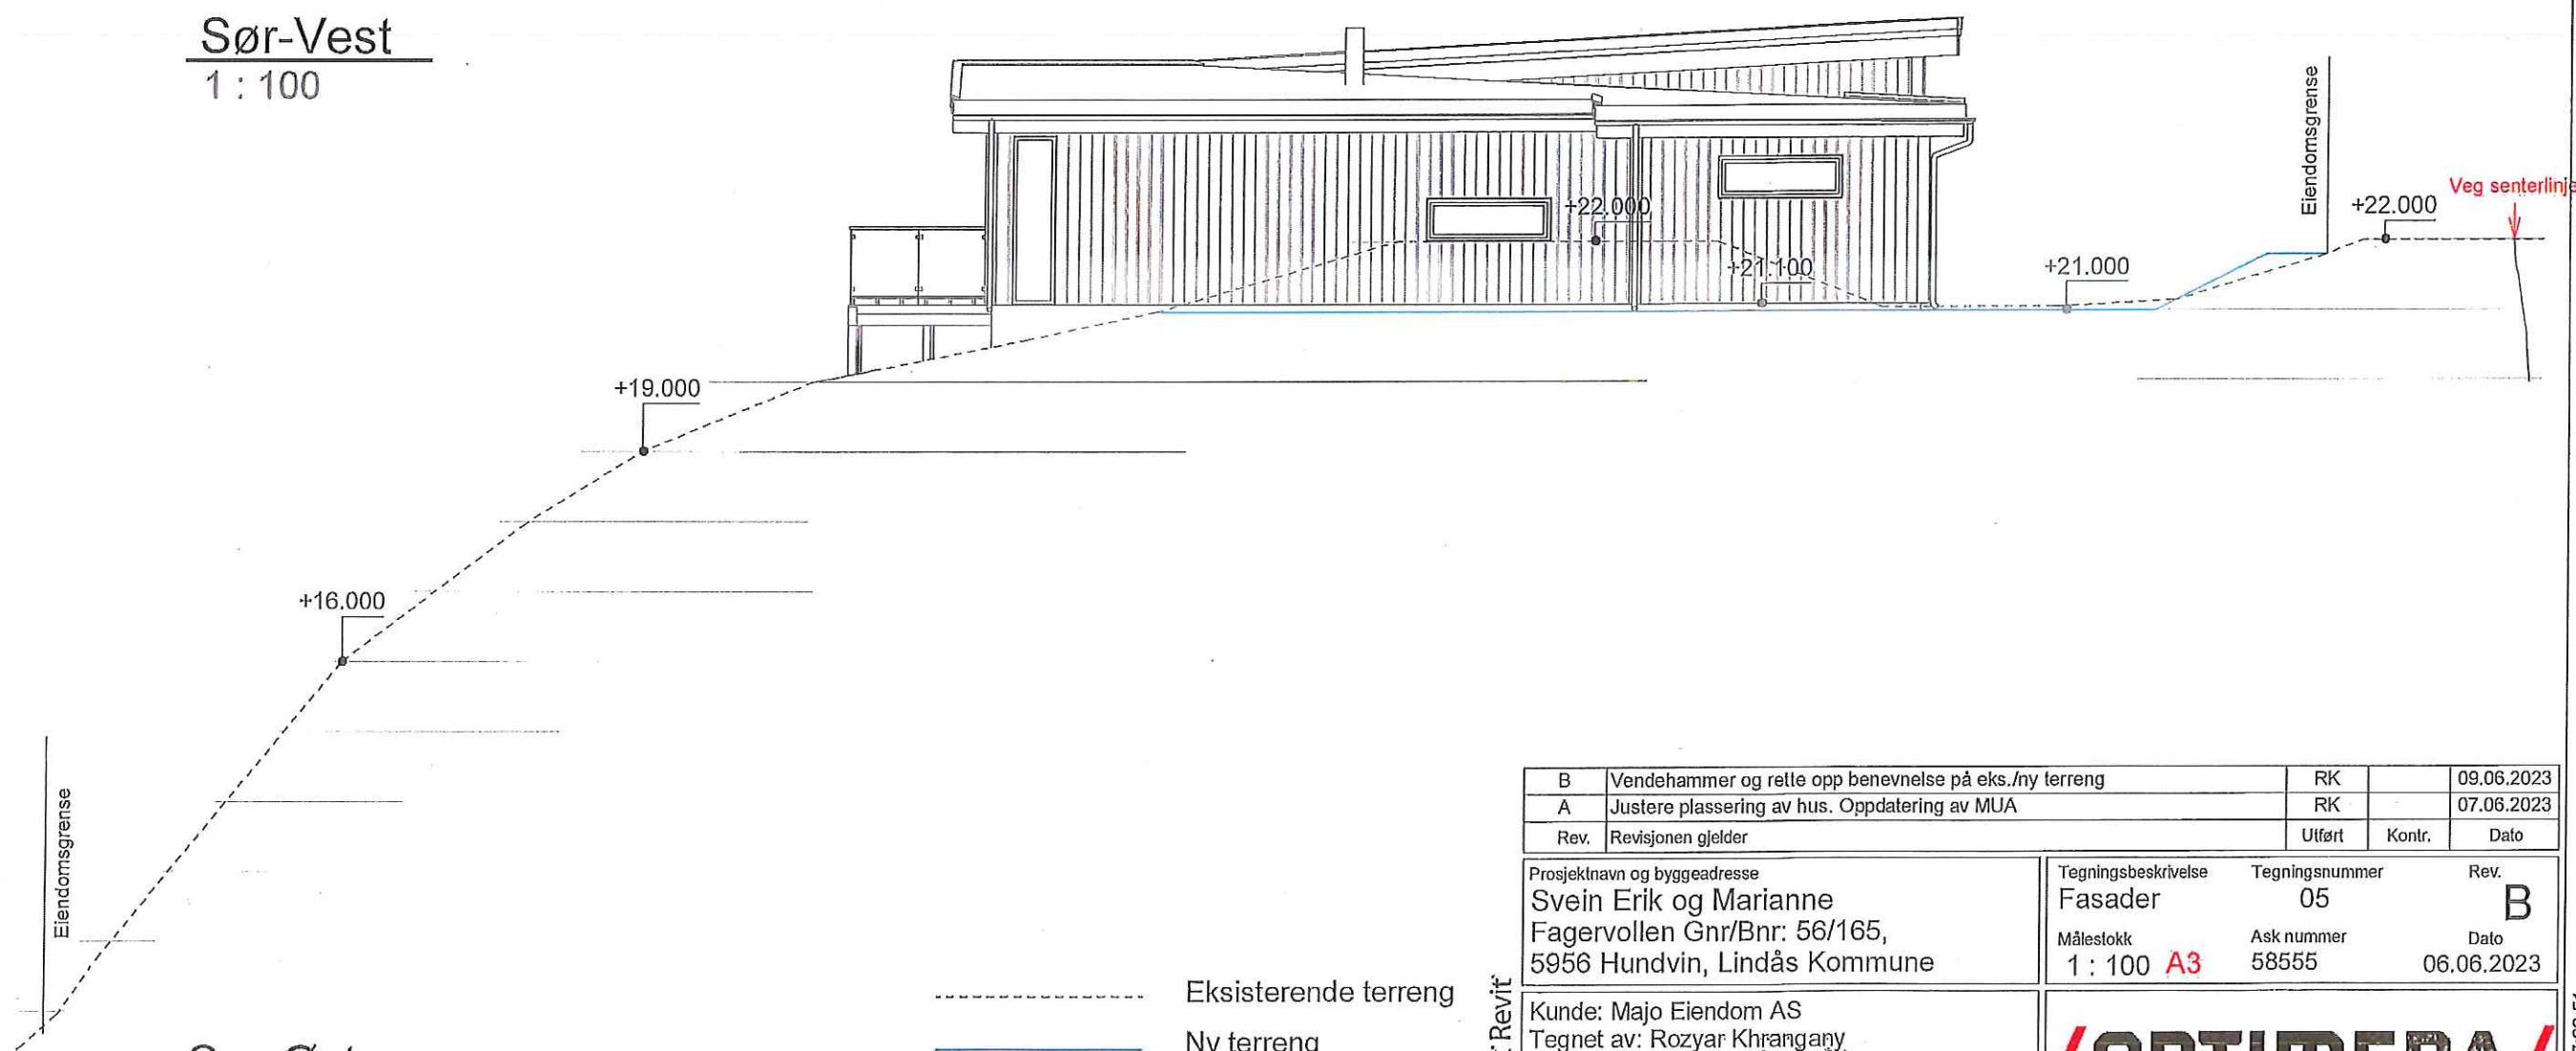 Sør-Vest
1 : 100
Eiendomsgrense
Veg senterlinje
+22.000
+22.000
+21.100
+21.000
+19.000
+16.000
Eiendomsgrense
B Vendehammer og rette opp benevnelse på eks./ny terreng RK 09.06.2023
A Justere plassering av hus. Oppdatering av MUA RK 07.06.2023
Rev. Revisjonen gjelder Utført Kontr. Dato
Prosjektnavn og byggeadresse
Svein Erik og Marianne
Fagervollen Gnr/Bnr: 56/165,
5956 Hundvin, Lindås Kommune
Tegningsbeskrivelse Tegningsnummer Rev.
Fasader 05 B
Målestokk Ask nummer Dato
1 : 100 A3 58555 06.06.2023
Eksisterende terreng
Ny terreng
Revit
Kunde: Majo Eiendom AS
Tegnet av: Rozyar Khrangany
OPTIMERA